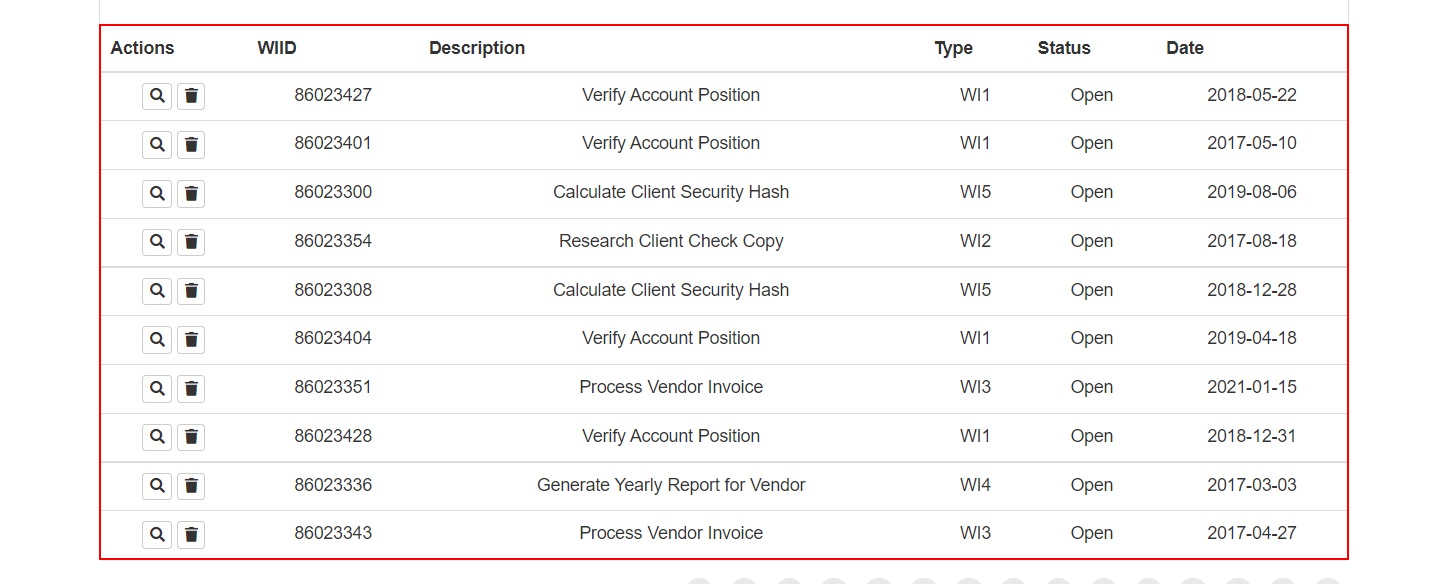 Actions WIID Description Type Status Date
86023427 Verify Account Position WI1 Open 2018-05-22
86023401 Verify Account Position WI1 Open 2017-05-10
86023300 Calculate Client Security Hash WI5 Open 2019-08-06
86023354 Research Client Check Copy WI2 Open 2017-08-18
86023308 Calculate Client Security Hash WI5 Open 2018-12-28
86023404 Verify Account Position WI1 Open 2019-04-18
86023351 Process Vendor Invoice WI3 Open 2021-01-15
86023428 Verify Account Position WI1 Open 2018-12-31
86023336 Generate Yearly Report for Vendor WI4 Open 2017-03-03
86023343 Process Vendor Invoice WI3 Open 2017-04-27